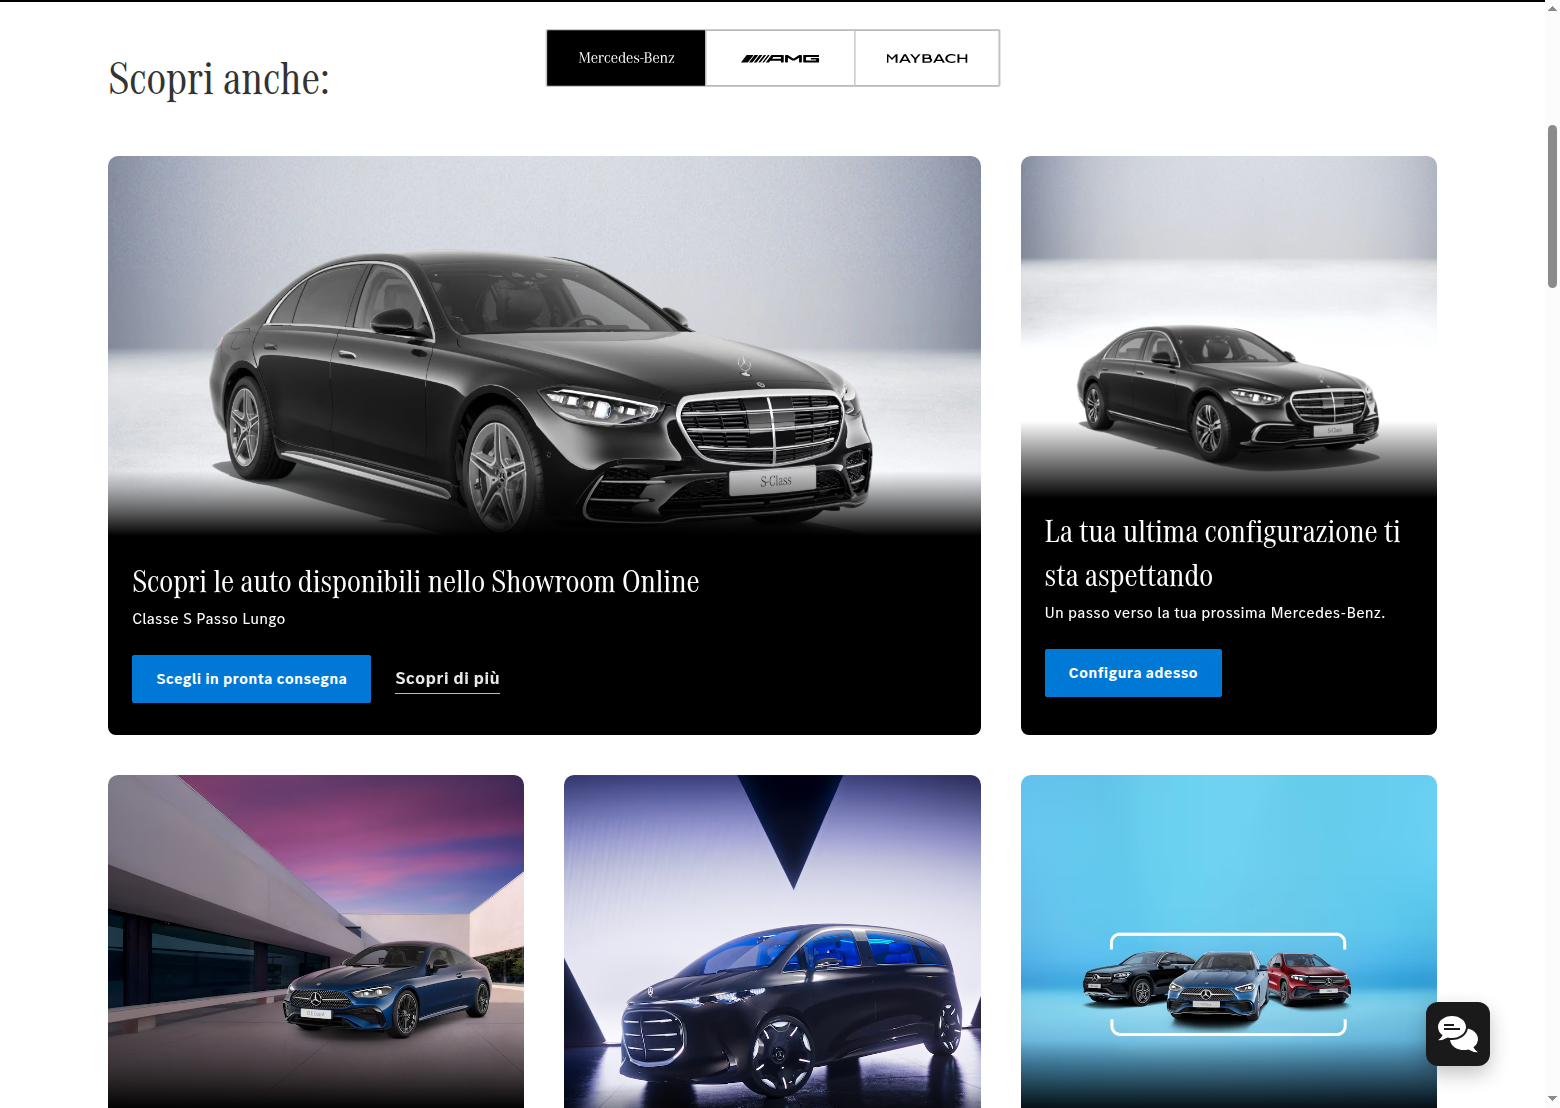 Scopri anche:
Mercedes-Benz
AMG
MAYBACH
S-Class
Scopri le auto disponibili nello Showroom Online
Classe S Passo Lungo
Scegli in pronta consegna
Scopri di più
S-Class
La tua ultima configurazione ti
sta aspettando
Un passo verso la tua prossima Mercedes-Benz.
Configura adesso